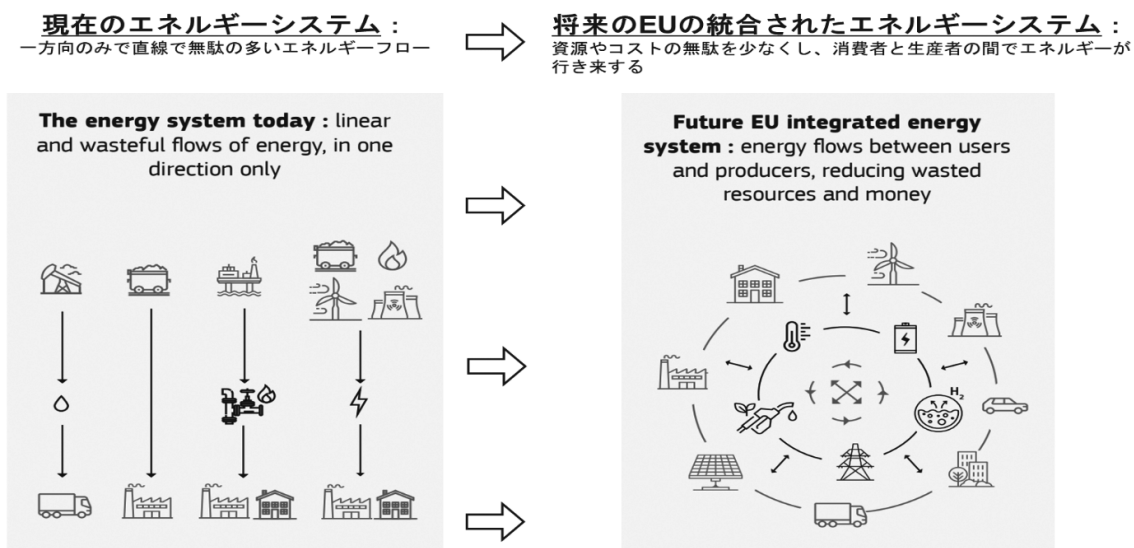 現在のエネルギーシステム：
一方向のみで直線で無駄の多いエネルギーフロー
将来のEUの統合されたエネルギーシステム：
資源やコストの無駄を少なくし、消費者と生産者の間でエネルギーが
行き来する
The energy system today : linear
and wasteful flows of energy, in one
direction only
Future EU integrated energy
system : energy flows between users
and producers, reducing wasted
resources and money
H₂